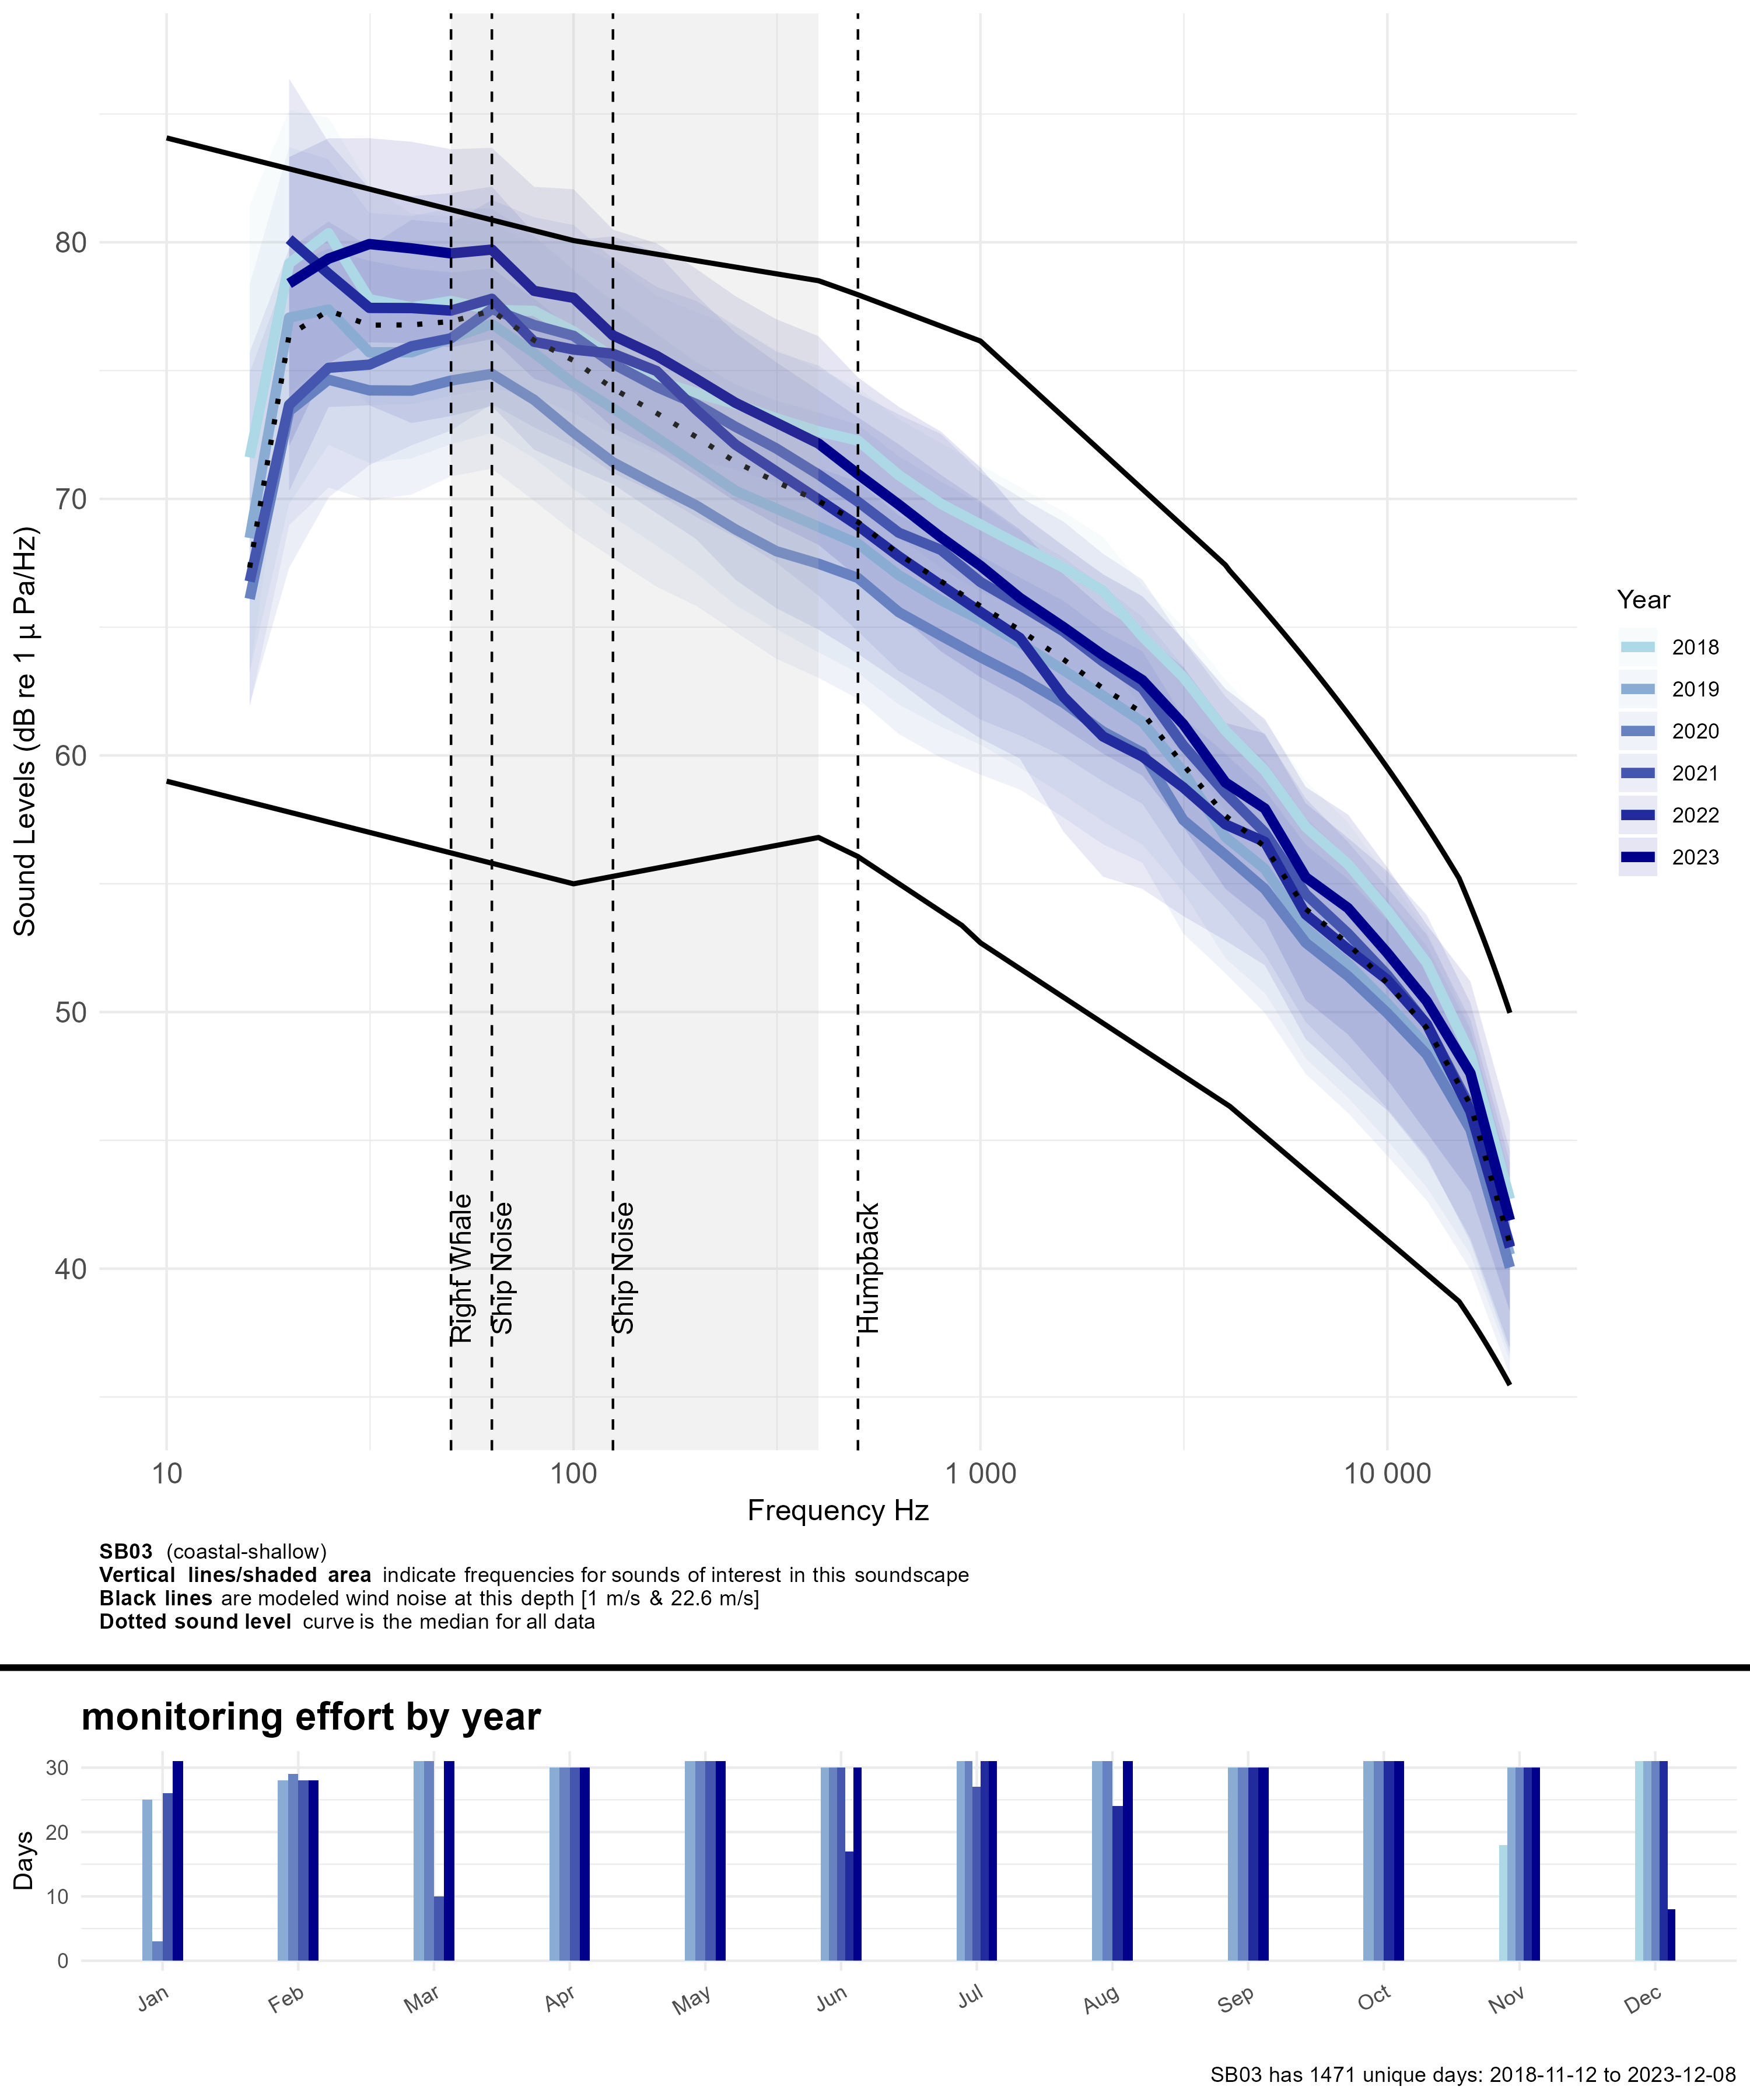 80
70
60
50
40
Sound Levels (dB re 1 µ Pa/Hz)
Right Whale
Ship Noise
Ship Noise
Humpback
10
100
1 000
10 000
Frequency Hz
Year
2018
2019
2020
2021
2022
2023
SB03 (coastal-shallow)
Vertical lines/shaded area indicate frequencies for sounds of interest in this soundscape
Black lines are modeled wind noise at this depth [1 m/s & 22.6 m/s]
Dotted sound level curve is the median for all data
monitoring effort by year
30
20
10
0
Days
Jan
Feb
Mar
Apr
May
Jun
Jul
Aug
Sep
Oct
Nov
Dec
SB03 has 1471 unique days: 2018-11-12 to 2023-12-08